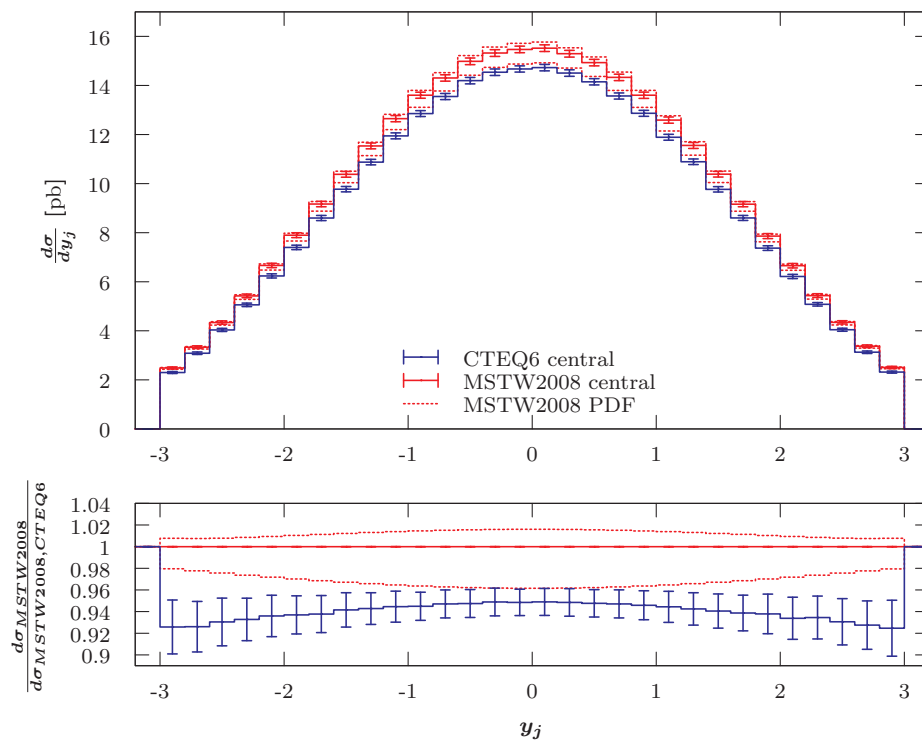 16
14
12
10
8
6
4
2
0
dσ
dy_j [pb]
CTEQ6 central
MSTW2008 central
MSTW2008 PDF
-3 -2 -1 0 1 2 3
1.04
1.02
1
0.98
0.96
0.94
0.92
0.9
dσMSTW2008
dσMSTW2008,CTEQ6
-3 -2 -1 0 1 2 3
y_j